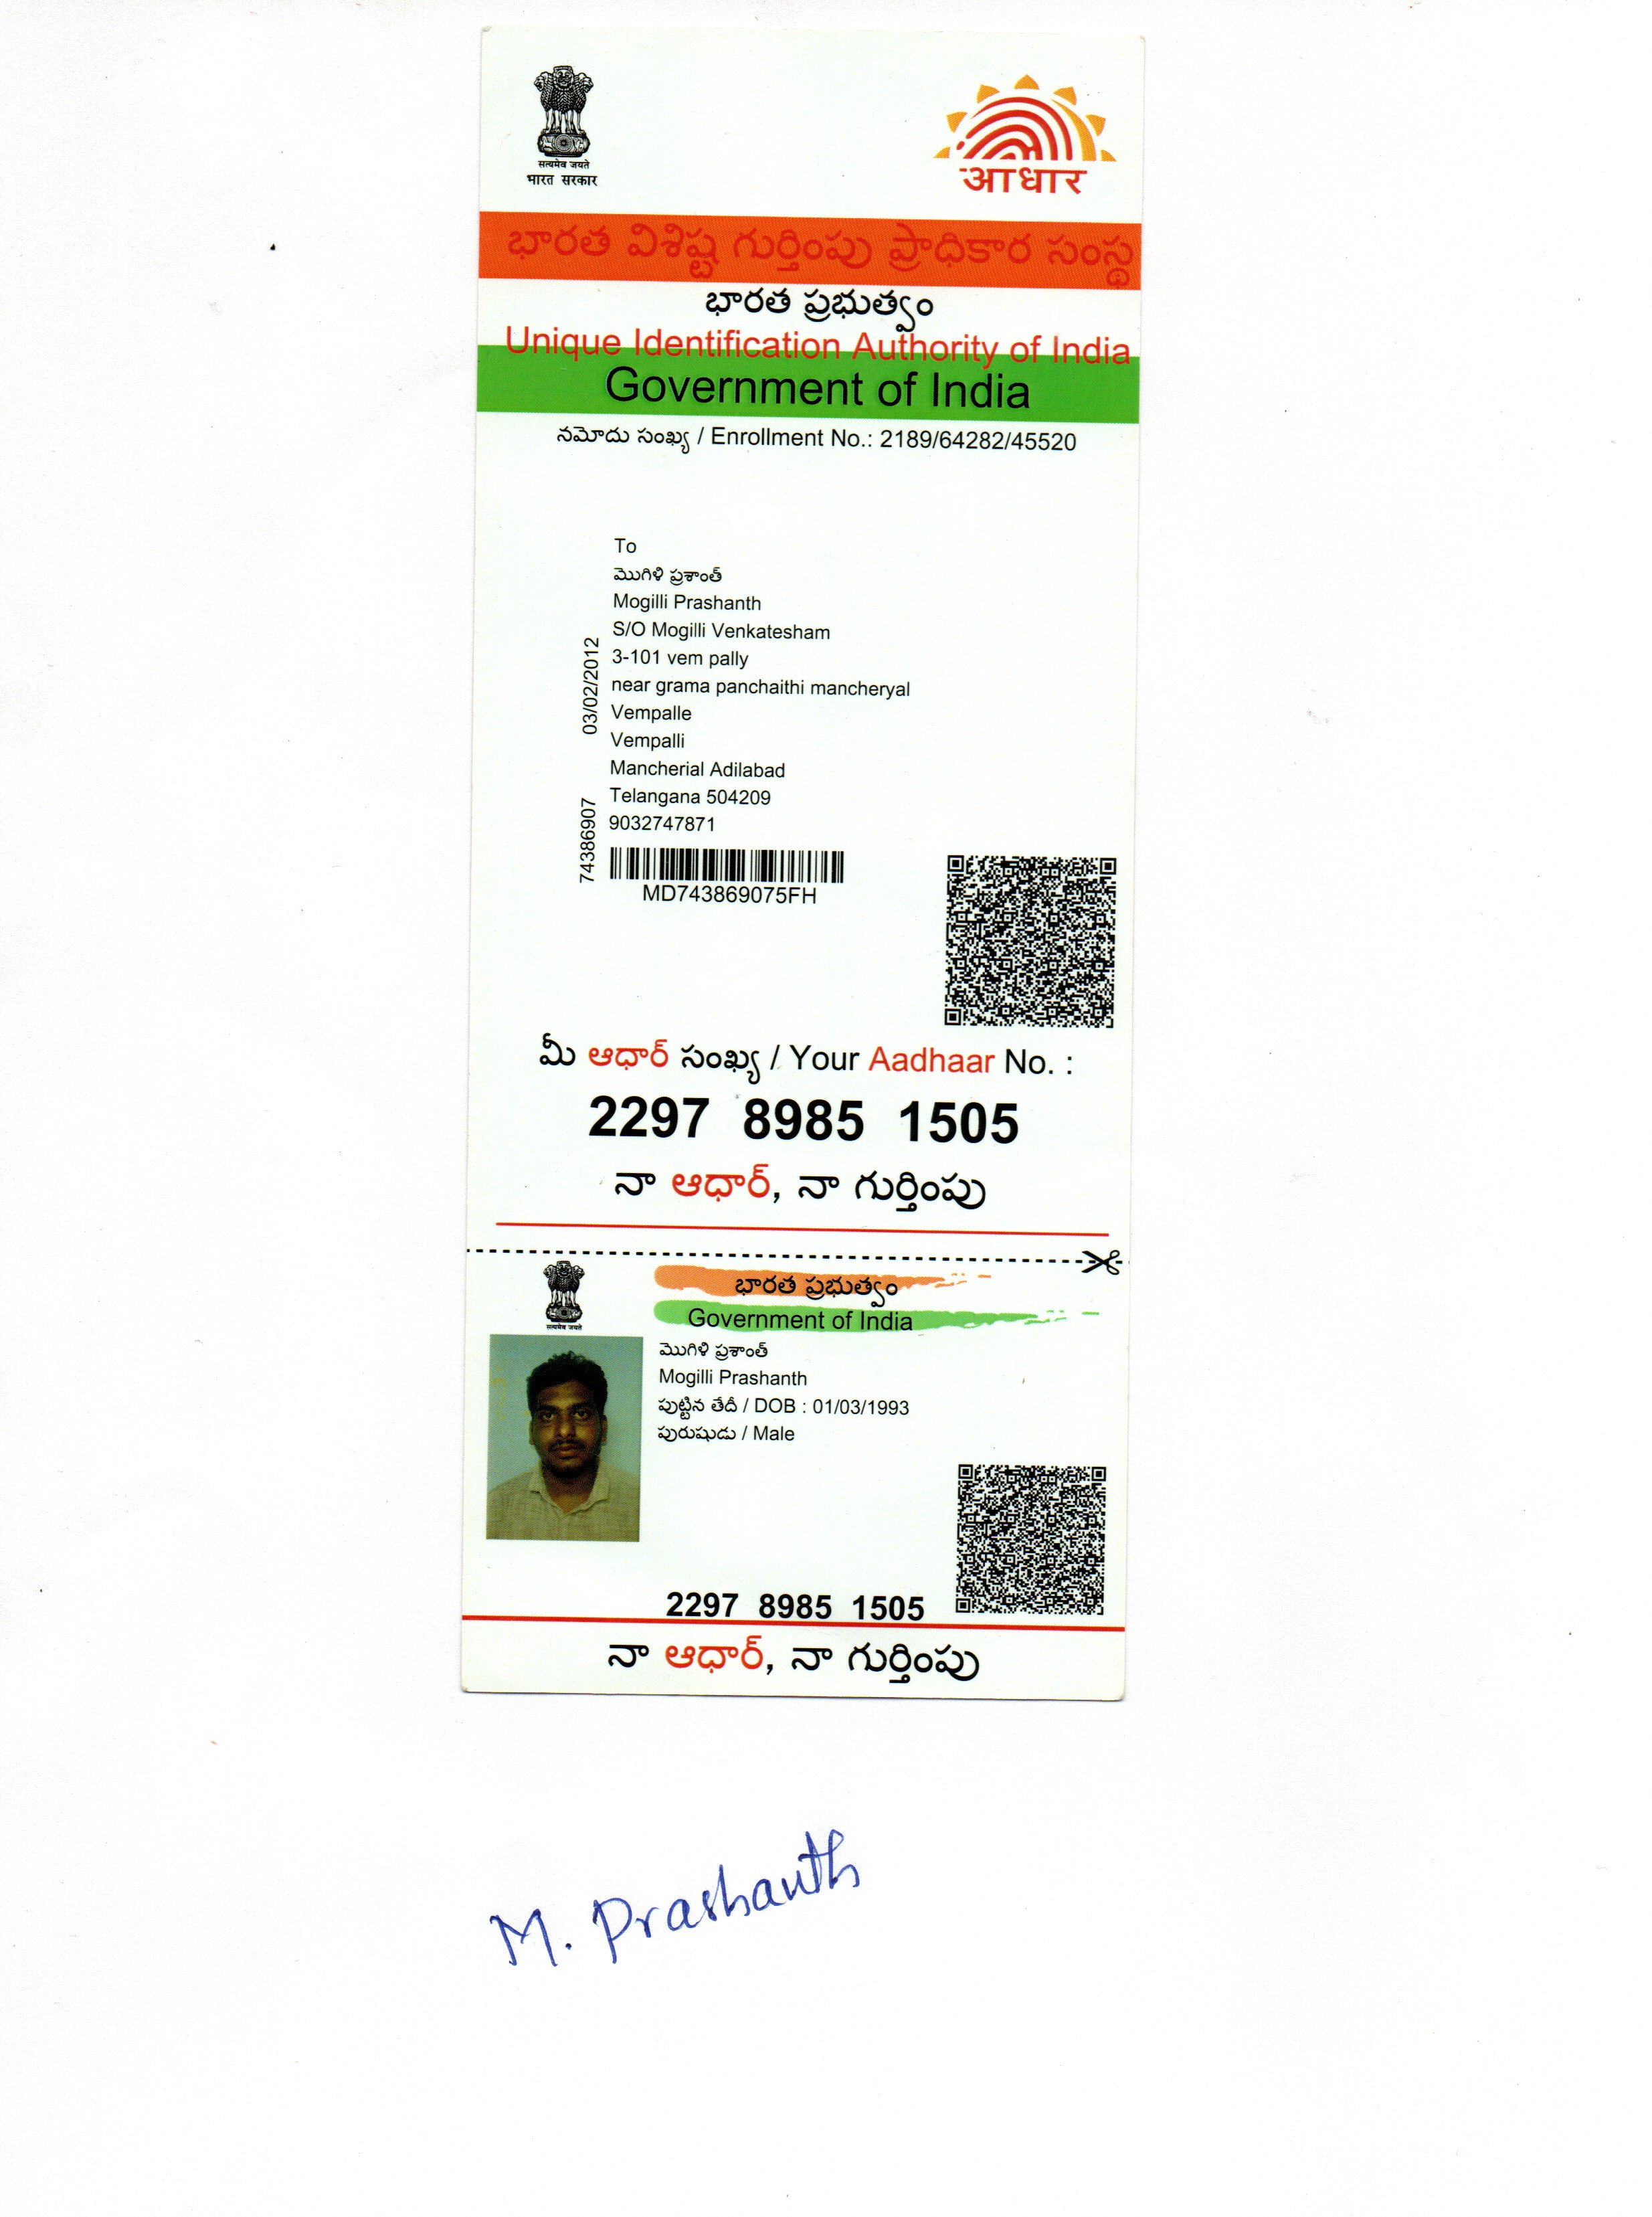 सत्यमेव जयते
भारत सरकार
आधार
భారత విశిష్ట గుర్తింపు ప్రాధికార సంస్థ
భారత ప్రభుత్వం
Unique Identification Authority of India
Government of India
నమోదు సంఖ్య / Enrollment No.: 2189/64282/45520
To
మొగిళి ప్రశాంత్
Mogilli Prashanth
S/O Mogilli Venkatesham
3-101 vem pally
near grama panchaithi mancheryal
Vempalle
Vempalli
Mancherial Adilabad
Telangana 504209
9032747871
03/02/2012
74386907
MD743869075FH
మీ ఆధార్ సంఖ్య / Your Aadhaar No. :
2297 8985 1505
నా ఆధార్, నా గుర్తింపు
सत्यमेव जयते
భారత ప్రభుత్వం
Government of India
మొగిళి ప్రశాంత్
Mogilli Prashanth
పుట్టిన తేదీ / DOB : 01/03/1993
పురుషుడు / Male
2297 8985 1505
నా ఆధార్, నా గుర్తింపు
M. Prashanth